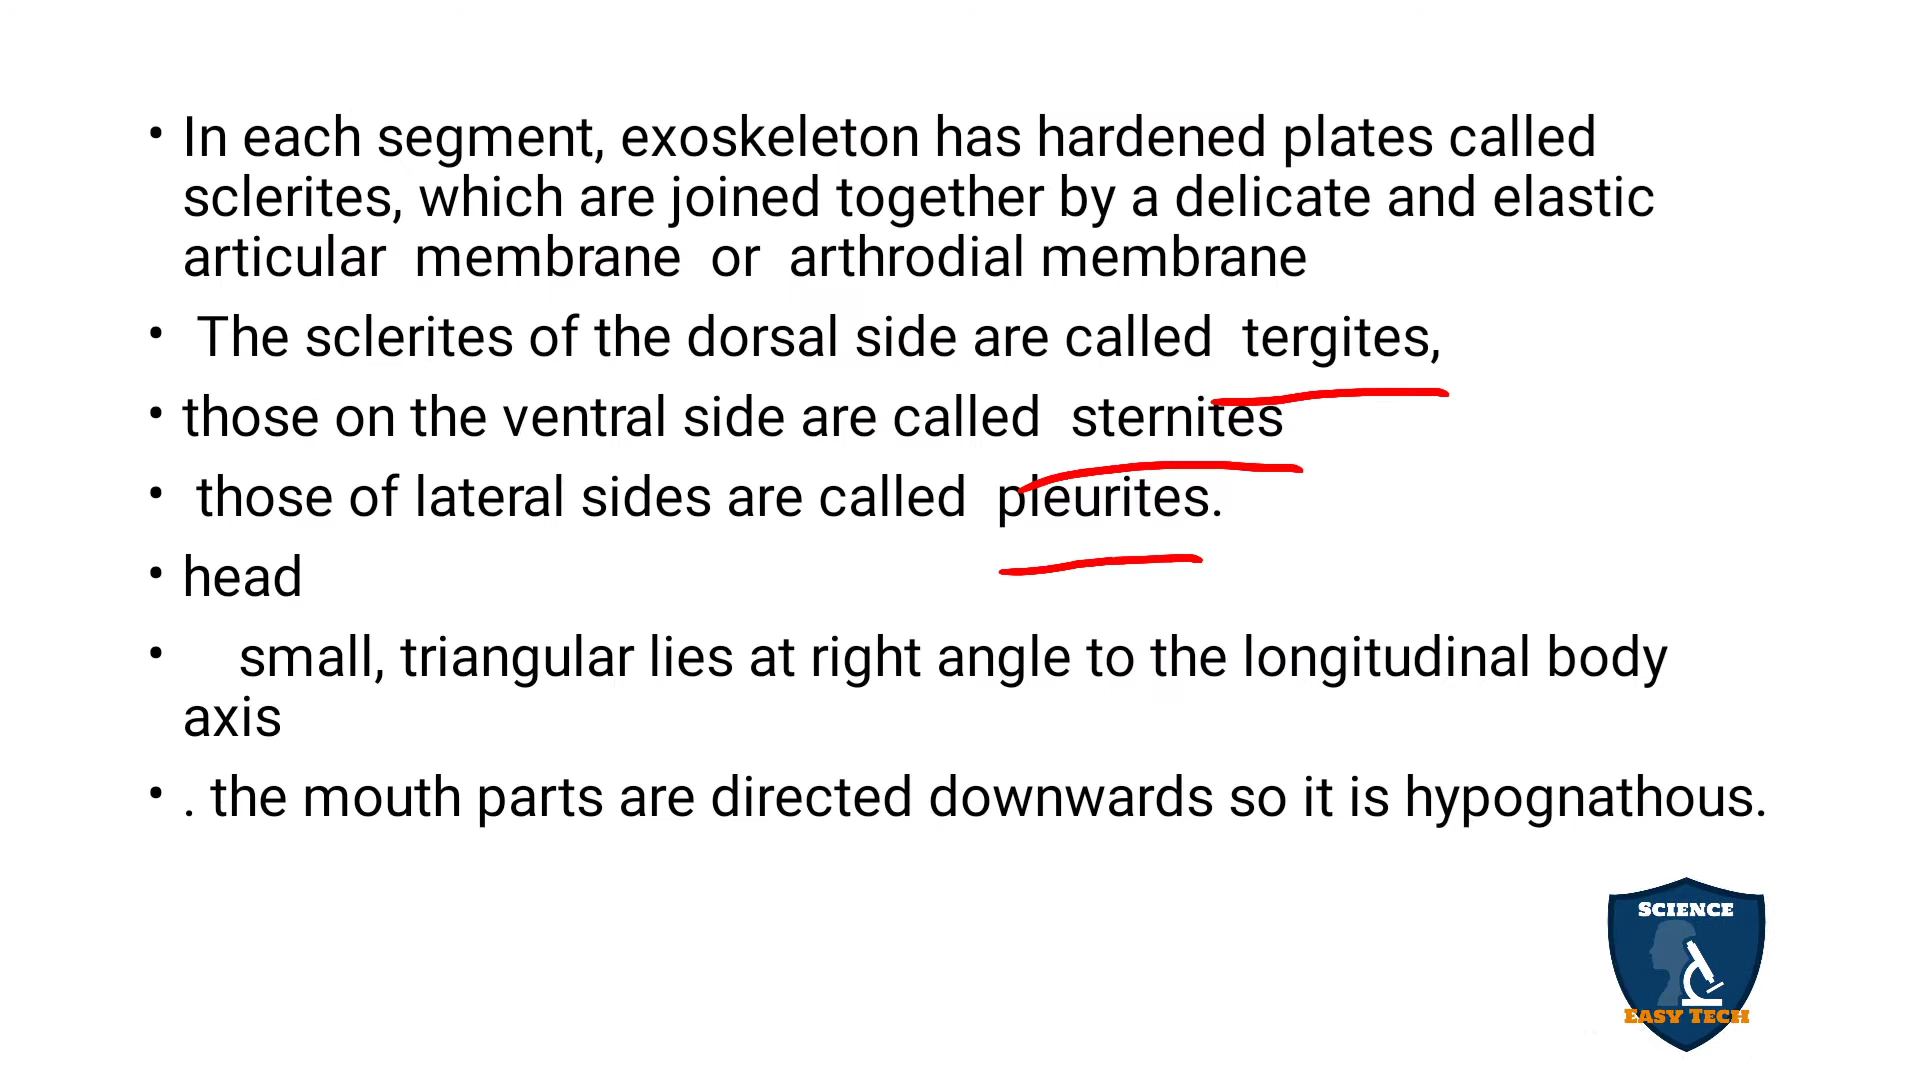 • In each segment, exoskeleton has hardened plates called
sclerites, which are joined together by a delicate and elastic
articular  membrane  or  arthrodial membrane
•  The sclerites of the dorsal side are called  tergites,
• those on the ventral side are called  sternites
•  those of lateral sides are called  pleurites.
• head
•    small, triangular lies at right angle to the longitudinal body
axis
• . the mouth parts are directed downwards so it is hypognathous.
SCIENCE
EASY TECH